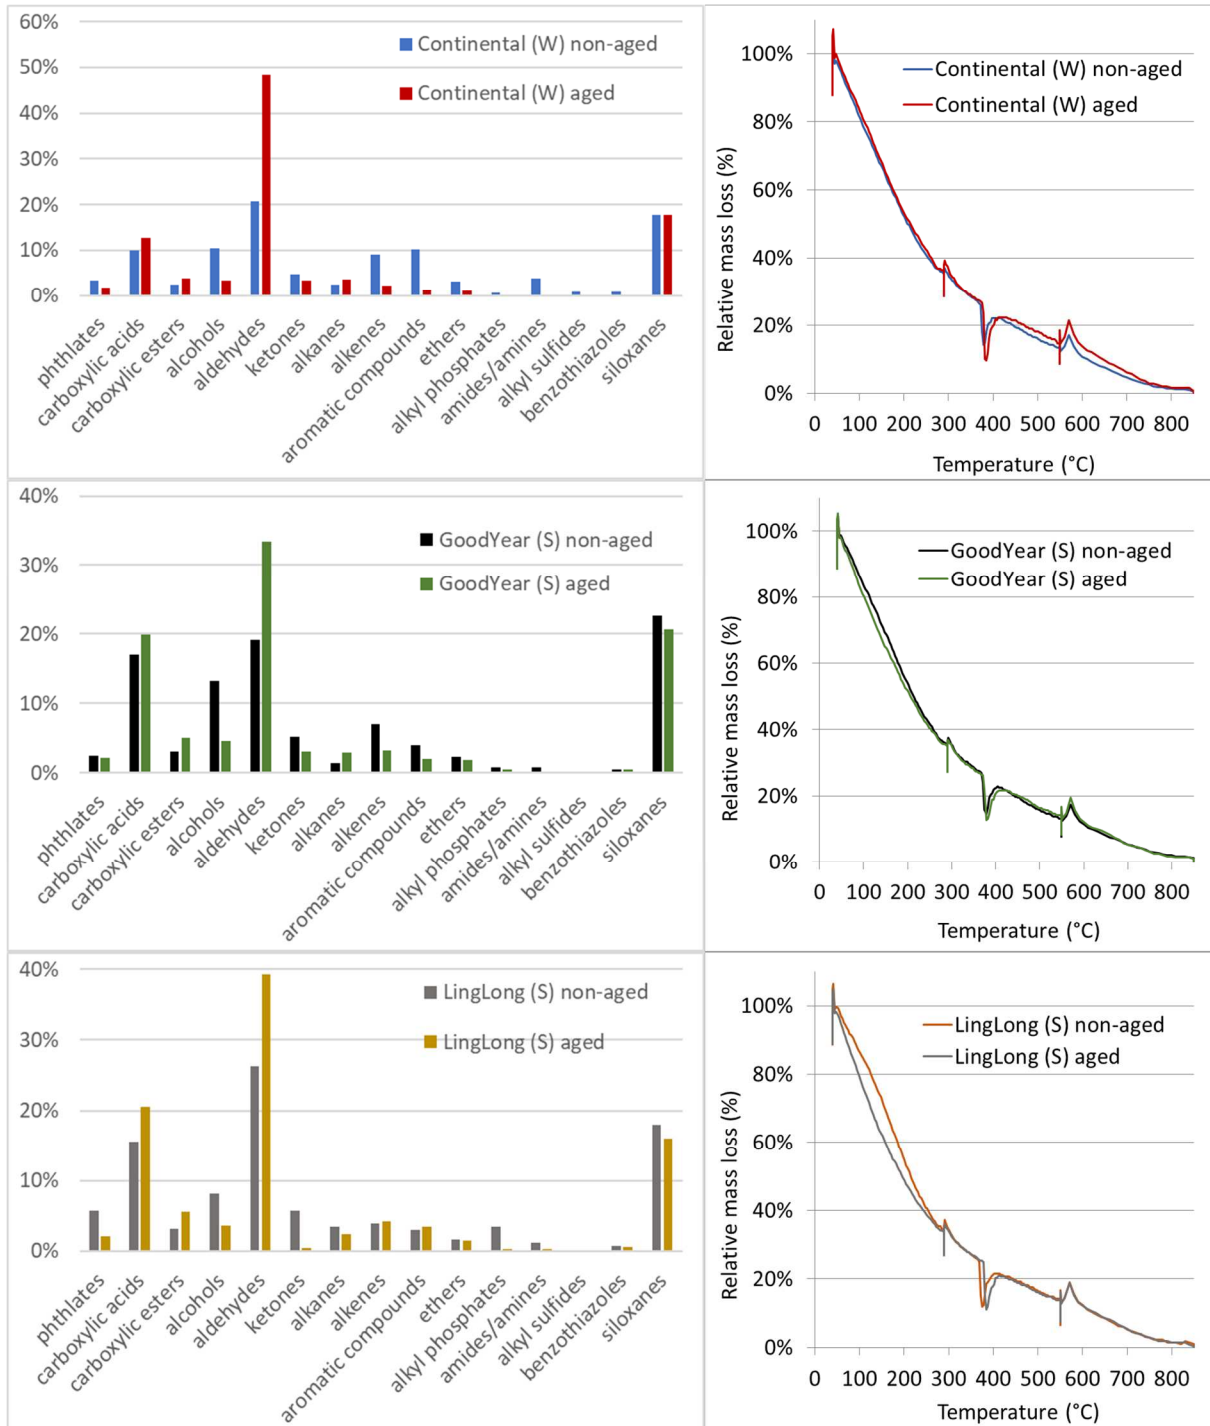 60%
50%
40%
30%
20%
10%
0%
Continental (W) non-aged
Continental (W) aged
phthlates
carboxylic acids
carboxylic esters
alcohols
aldehydes
ketones
alkanes
alkenes
aromatic compounds
ethers
alkyl phosphates
amides/amines
alkyl sulfides
benzothiazoles
siloxanes
Relative mass loss (%)
100%
80%
60%
40%
20%
0%
Continental (W) non-aged
Continental (W) aged
0 100 200 300 400 500 600 700 800
Temperature (°C)
40%
30%
20%
10%
0%
GoodYear (S) non-aged
GoodYear (S) aged
phthlates
carboxylic acids
carboxylic esters
alcohols
aldehydes
ketones
alkanes
alkenes
aromatic compounds
ethers
alkyl phosphates
amides/amines
alkyl sulfides
benzothiazoles
siloxanes
Relative mass loss (%)
100%
80%
60%
40%
20%
0%
GoodYear (S) non-aged
GoodYear (S) aged
0 100 200 300 400 500 600 700 800
Temperature (°C)
40%
30%
20%
10%
0%
LingLong (S) non-aged
LingLong (S) aged
phthlates
carboxylic acids
carboxylic esters
alcohols
aldehydes
ketones
alkanes
alkenes
aromatic compounds
ethers
alkyl phosphates
amides/amines
alkyl sulfides
benzothiazoles
siloxanes
Relative mass loss (%)
100%
80%
60%
40%
20%
0%
LingLong (S) non-aged
LingLong (S) aged
0 100 200 300 400 500 600 700 800
Temperature (°C)